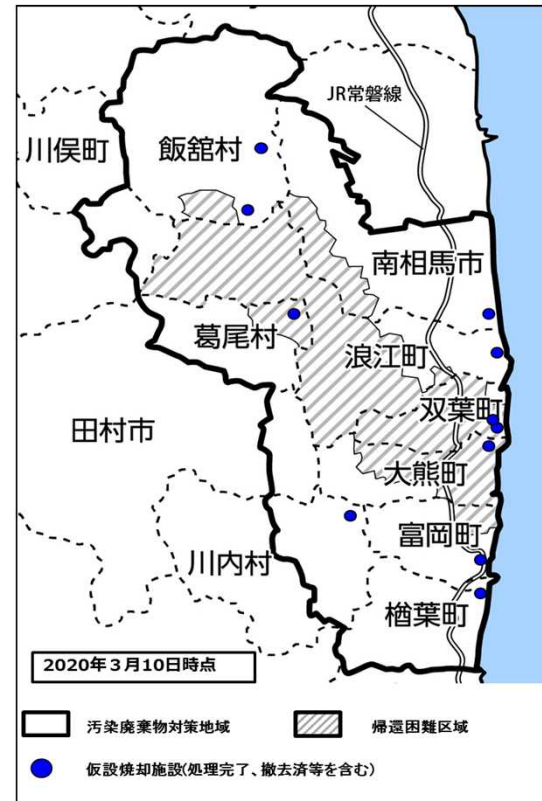 JR常磐線
川俣町
飯舘村
南相馬市
葛尾村
浪江町
双葉町
田村市
大熊町
富岡町
川内村
楢葉町
2020年3月10日時点
汚染廃棄物対策地域
帰還困難区域
仮設焼却施設(処理完了、撤去済等を含む)